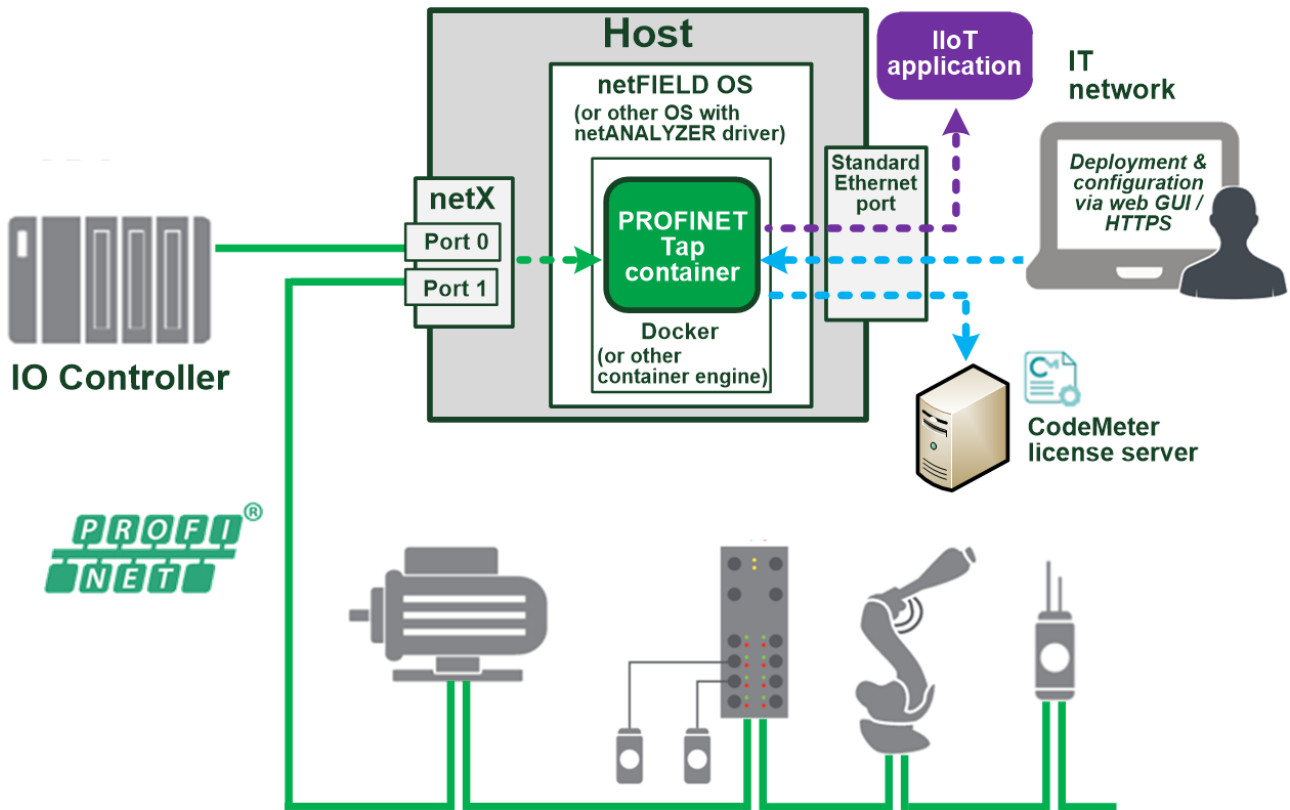 Host
netFIELD OS
(or other OS with
netANALYZER driver)
netX
Port 0
Port 1
PROFINET
Tap
container
Docker
(or other
container engine)
Standard
Ethernet
port
IIoT
application
IT
network
Deployment &
configuration
via web GUI /
HTTPS
IO Controller
CM
CodeMeter
license server
PROFI®
NET